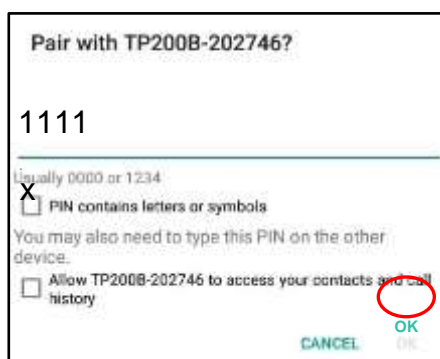 Pair with TP200B-202746?
1111
Usually 0000 or 1234
X
PIN contains letters or symbols
You may also need to type this PIN on the other
device.
Allow TP200B-202746 to access your contacts and call
history
OK
CANCEL OK